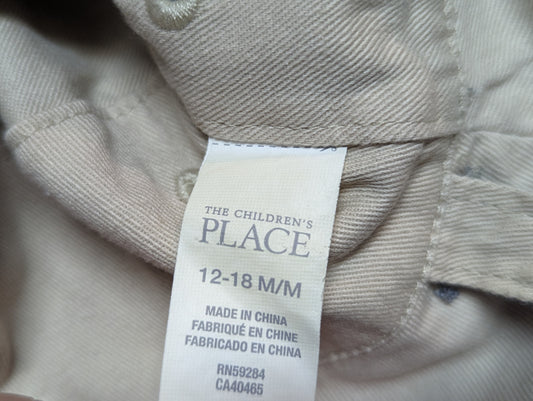 THE CHILDREN'S
PLACE
12-18 M/M
MADE IN CHINA
FABRIQUÉ EN CHINE
FABRICADO EN CHINA
RN59284
CA40465